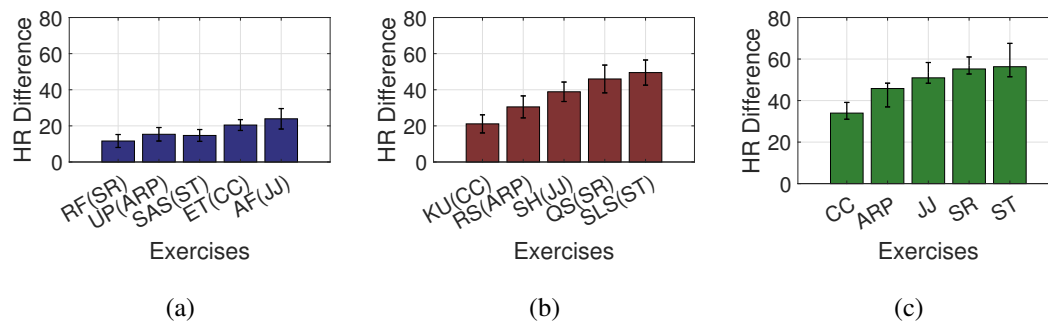 80
60
40
20
0
HR Difference
RF(SR)
UP(ARP)
SAS(ST)
ET(CC)
AF(JJ)
Exercises
(a)
80
60
40
20
0
HR Difference
KU(CC)
RS(ARP)
SH(JJ)
QS(SR)
SLS(ST)
Exercises
(b)
80
60
40
20
0
HR Difference
CC
ARP
JJ
SR
ST
Exercises
(c)